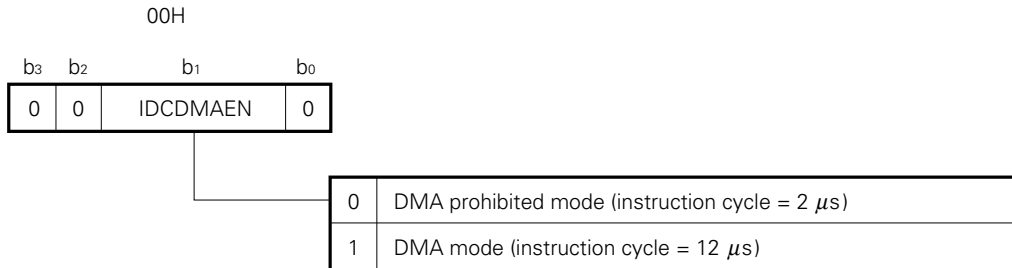 00H
b3 b2 b1 b0
0 0 IDCDMAEN 0
0 DMA prohibited mode (instruction cycle = 2 μs)
1 DMA mode (instruction cycle = 12 μs)